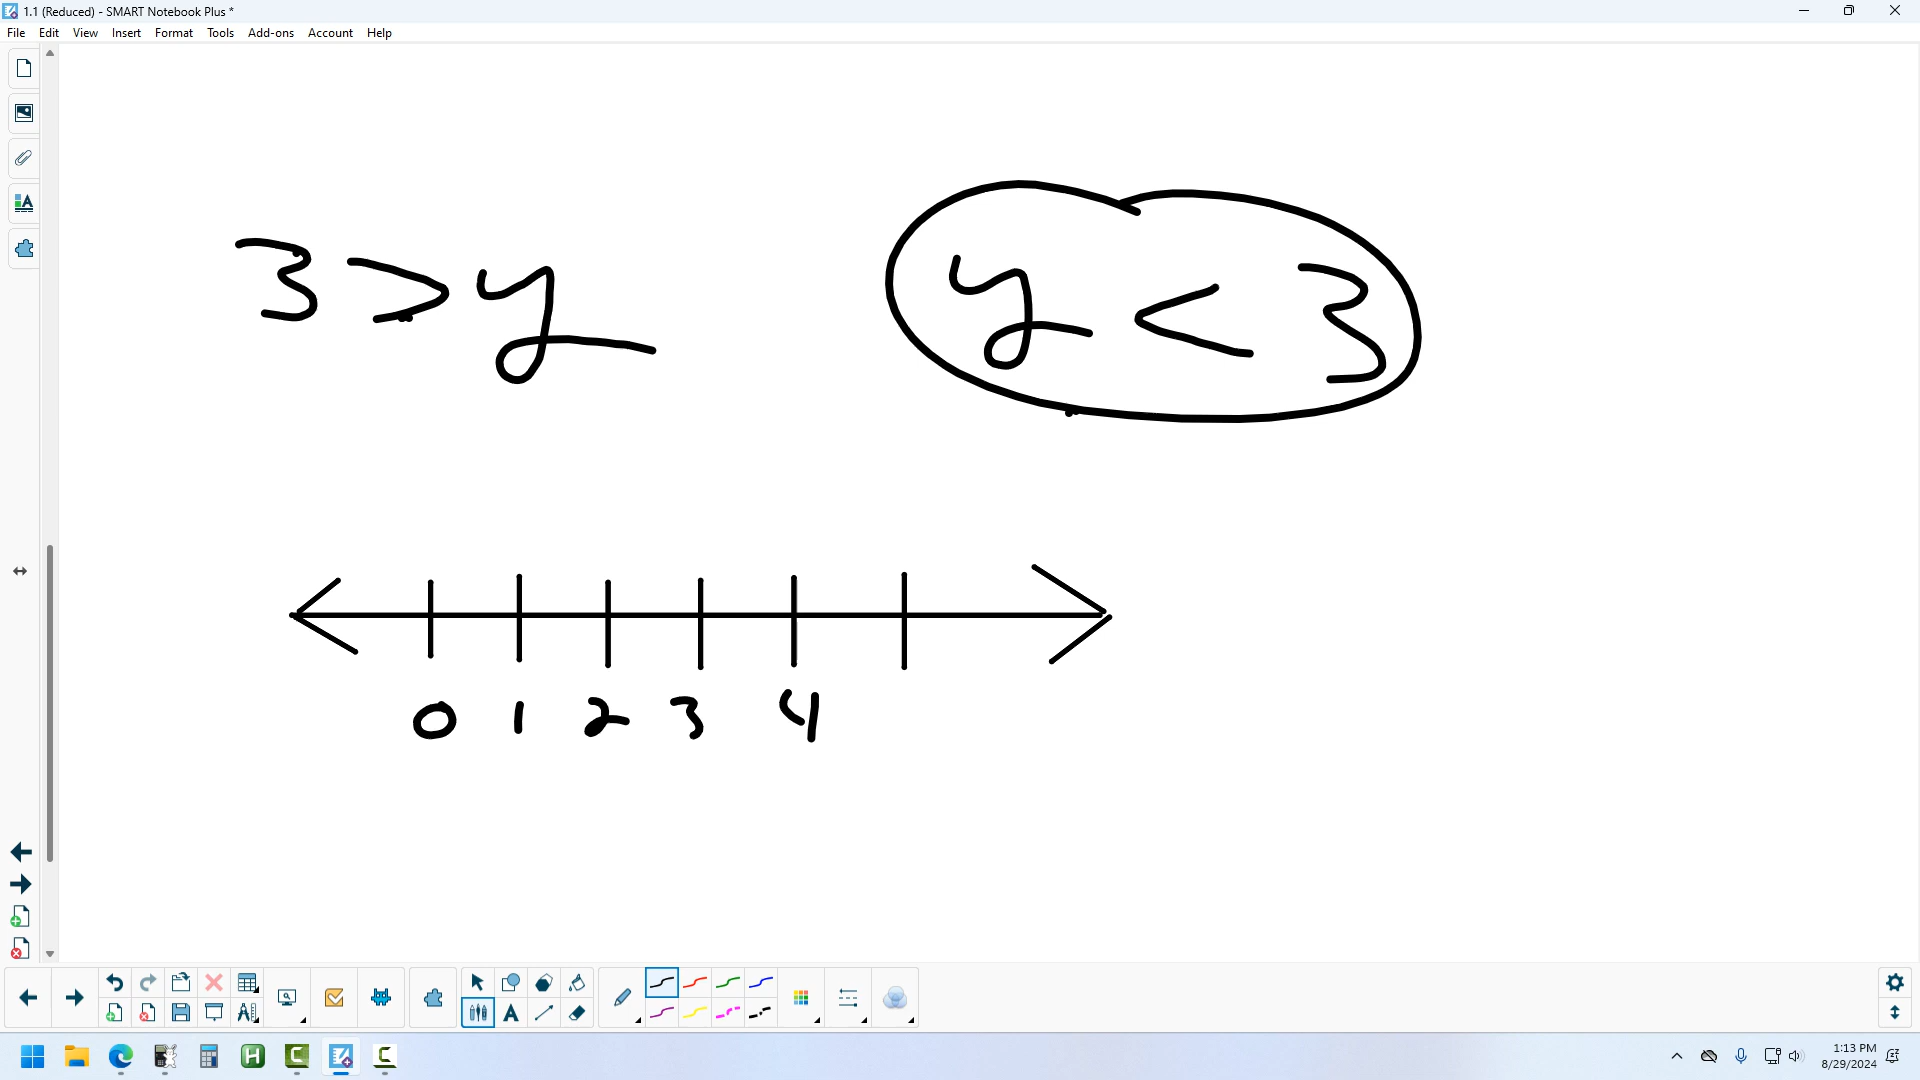 1.1 (Reduced) - SMART Notebook Plus *
File Edit View Insert Format Tools Add-ons Account Help
3 > y
y < 3
0 1 2 3 4
1:13 PM
8/29/2024